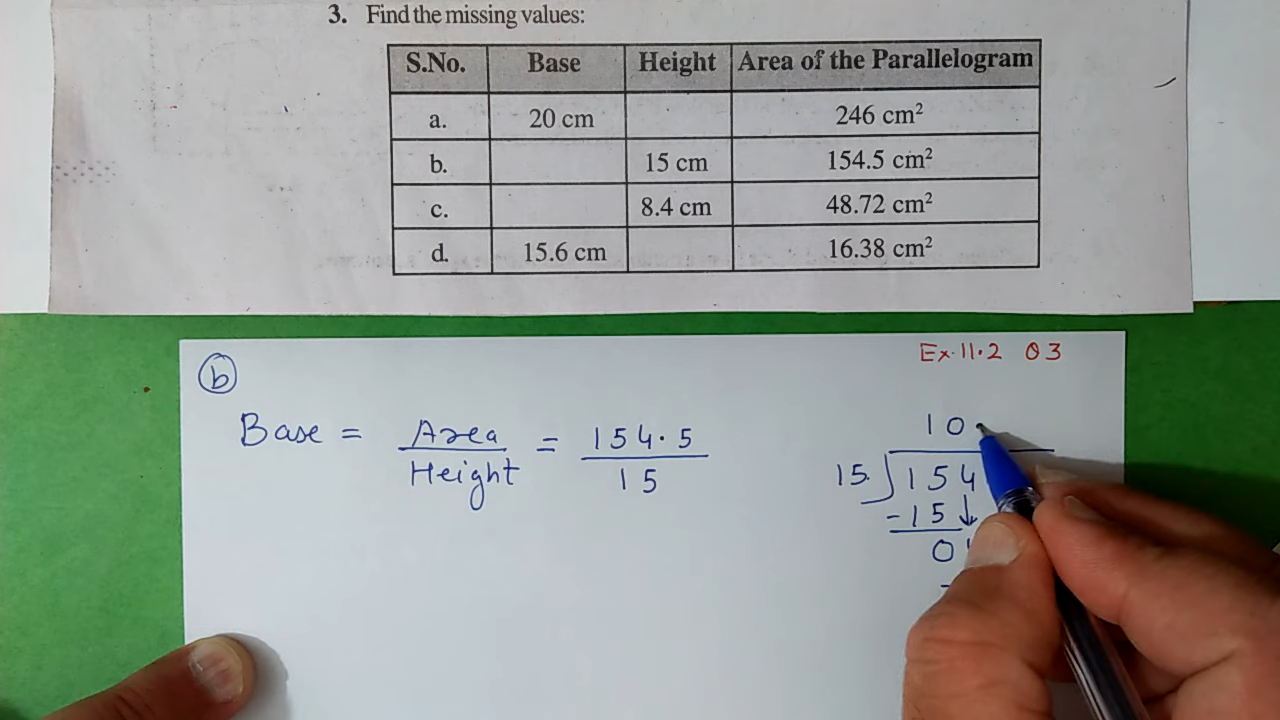 3. Find the missing values:
S.No. Base Height Area of the Parallelogram
a. 20 cm 246 cm²
b. 15 cm 154.5 cm²
c. 8.4 cm 48.72 cm²
d. 15.6 cm 16.38 cm²
Ex.11.2 Q3
b
Base = Area / Height = 154.5 / 15
10.
15) 154
-15↓
0
-